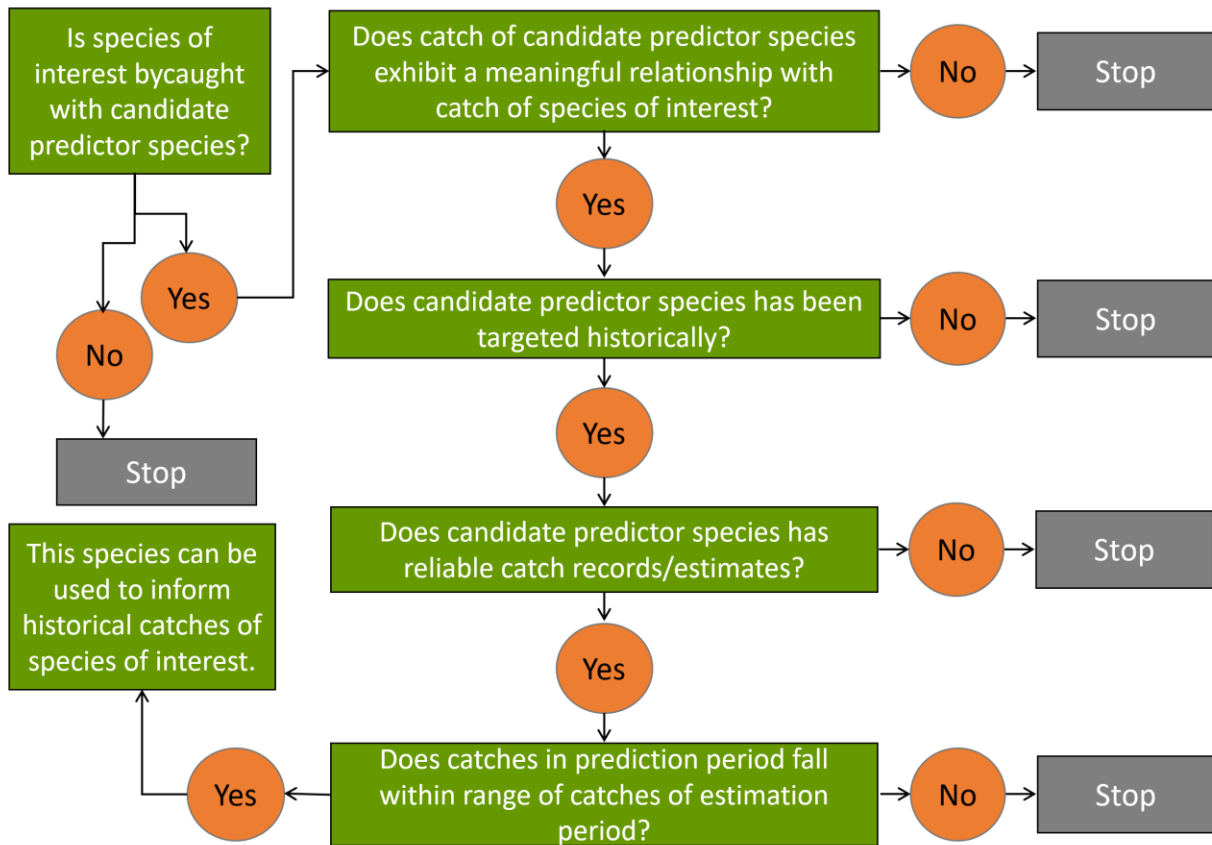 Is species of
interest bycaught
with candidate
predictor species?
Yes
No
Stop
Does catch of candidate predictor species
exhibit a meaningful relationship with
catch of species of interest?
No
Stop
Yes
Does candidate predictor species has been
targeted historically?
No
Stop
Yes
Does candidate predictor species has
reliable catch records/estimates?
No
Stop
Yes
Does catches in prediction period fall
within range of catches of estimation
period?
No
Stop
Yes
This species can be
used to inform
historical catches of
species of interest.